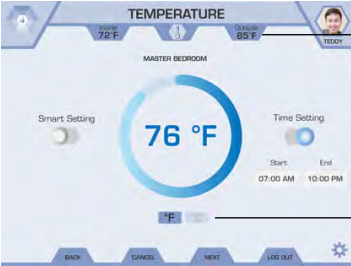 TEMPERATURE
Inside
72°F
Outside
85°F
TEDDY
MASTER BEDROOM
Smart Setting
76 °F
Time Setting
Start End
07:00 AM 10:00 PM
°F
BACK CANCEL NEXT LOG OUT